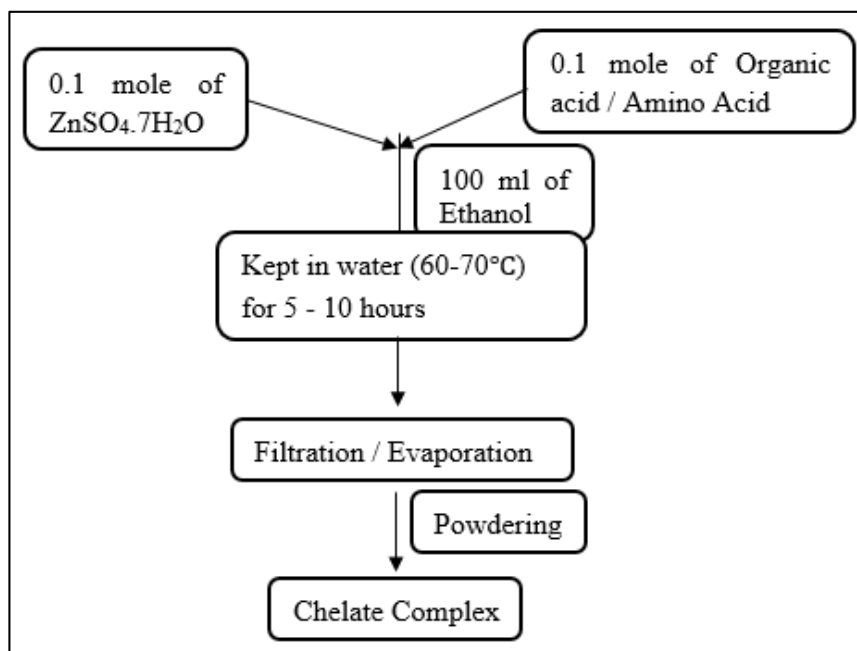 0.1 mole of
ZnSO₄.7H₂O
0.1 mole of Organic
acid / Amino Acid
100 ml of
Ethanol
Kept in water (60-70℃)
for 5 - 10 hours
Filtration / Evaporation
Powdering
Chelate Complex